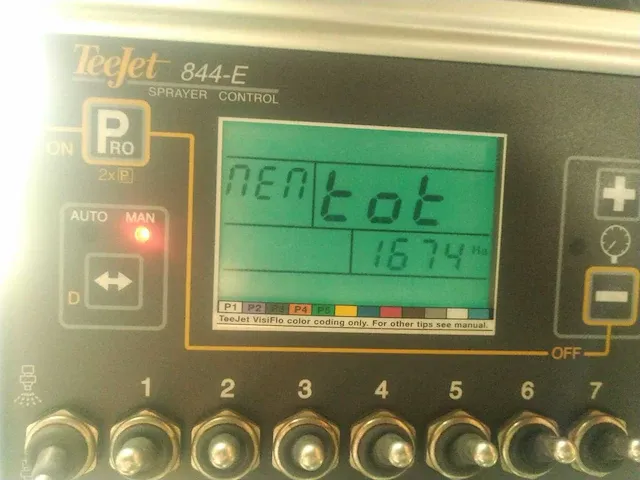 TeeJet 844-E
SPRAYER CONTROL
PRO
ON
2x P
AUTO MAN
D
MEM tot
1674 Ha
P1 P2 P3 P4 P5
TeeJet VisiFlo color coding only. For other tips see manual.
OFF
1 2 3 4 5 6 7